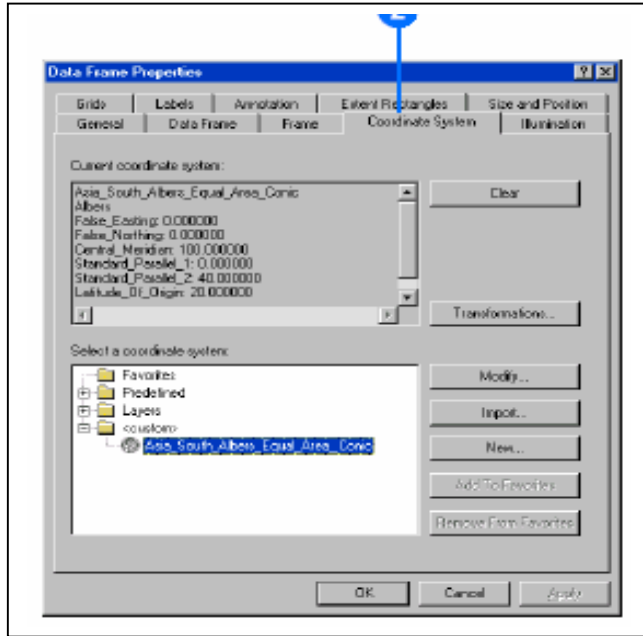 2
Data Frame Properties
Grids Labels Annotation Extent Rectangles Size and Position
General Data Frame Frame Coordinate System Illumination
Current coordinate system:
Asia_South_Albers_Equal_Area_Conic
Albers
False_Easting: 0.000000
False_Northing: 0.000000
Central_Meridian: 100.000000
Standard_Parallel_1: 0.000000
Standard_Parallel_2: 40.000000
Latitude_Of_Origin: 20.000000
Clear
Transformations...
Select a coordinate system:
Favorites
Predefined
Layers
<custom>
Asia_South_Albers_Equal_Area_Conic
Modify...
Import...
New...
Add To Favorites
Remove From Favorites
OK Cancel Apply